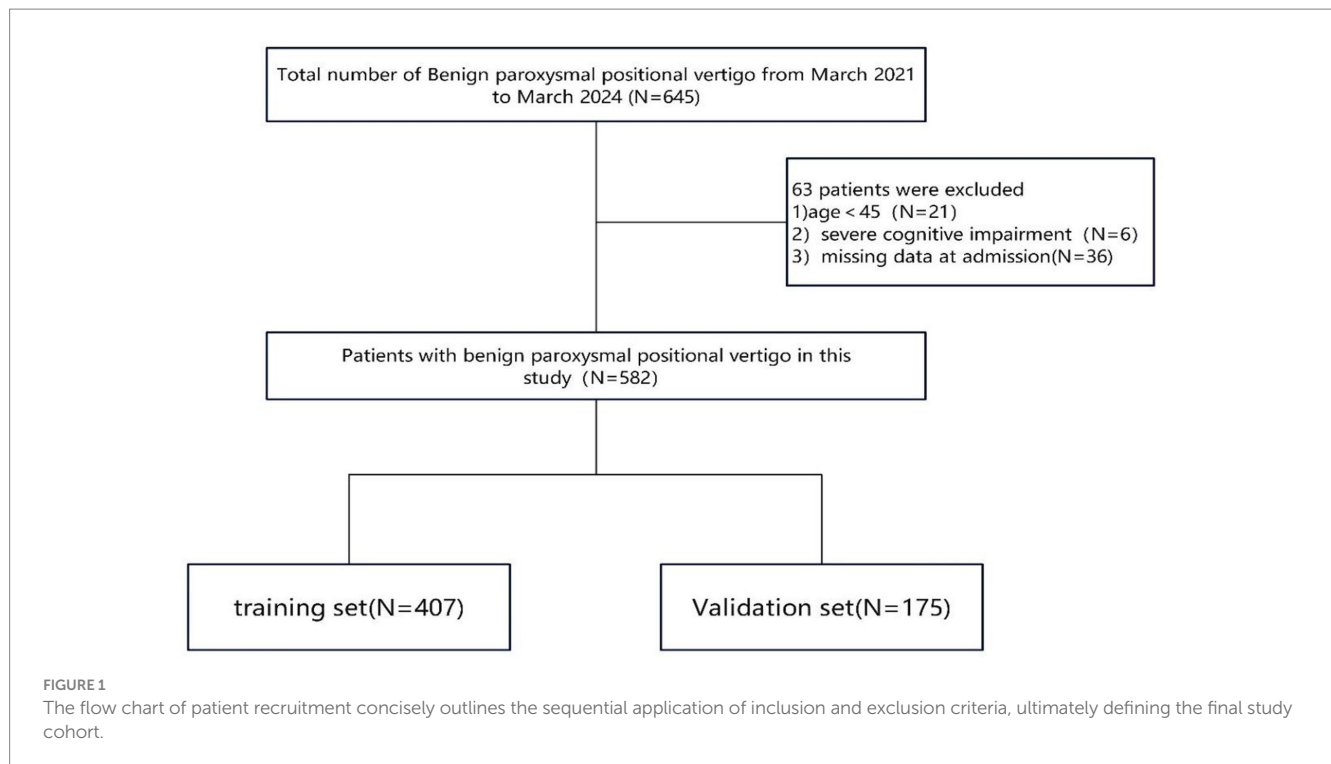 Total number of Benign paroxysmal positional vertigo from March 2021
to March 2024 (N=645)
63 patients were excluded
1)age < 45 (N=21)
2) severe cognitive impairment (N=6)
3) missing data at admission(N=36)
Patients with benign paroxysmal positional vertigo in this
study (N=582)
training set(N=407)
Validation set(N=175)
FIGURE 1
The flow chart of patient recruitment concisely outlines the sequential application of inclusion and exclusion criteria, ultimately defining the final study
cohort.